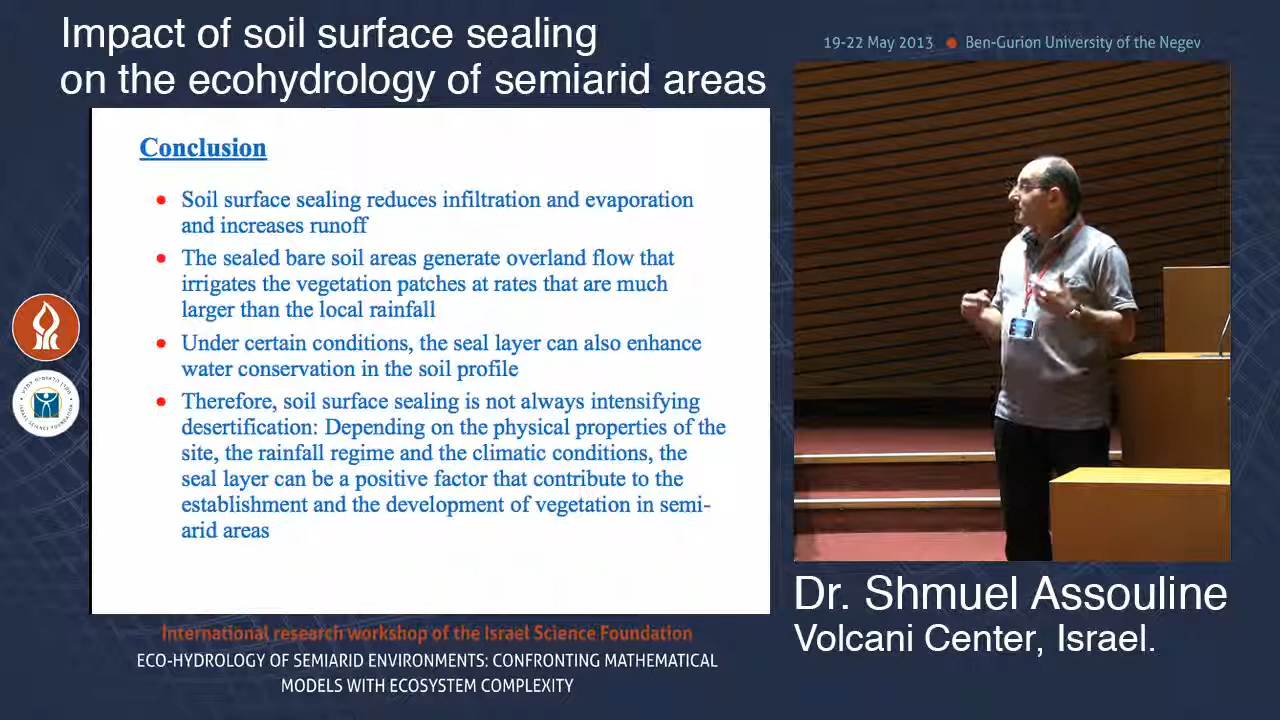 Impact of soil surface sealing
on the ecohydrology of semiarid areas
19-22 May 2013 ● Ben-Gurion University of the Negev
Conclusion
• Soil surface sealing reduces infiltration and evaporation
and increases runoff
• The sealed bare soil areas generate overland flow that
irrigates the vegetation patches at rates that are much
larger than the local rainfall
• Under certain conditions, the seal layer can also enhance
water conservation in the soil profile
• Therefore, soil surface sealing is not always intensifying
desertification: Depending on the physical properties of the
site, the rainfall regime and the climatic conditions, the
seal layer can be a positive factor that contribute to the
establishment and the development of vegetation in semi-
arid areas
Dr. Shmuel Assouline
Volcani Center, Israel.
International research workshop of the Israel Science Foundation
ECO-HYDROLOGY OF SEMIARID ENVIRONMENTS: CONFRONTING MATHEMATICAL
MODELS WITH ECOSYSTEM COMPLEXITY